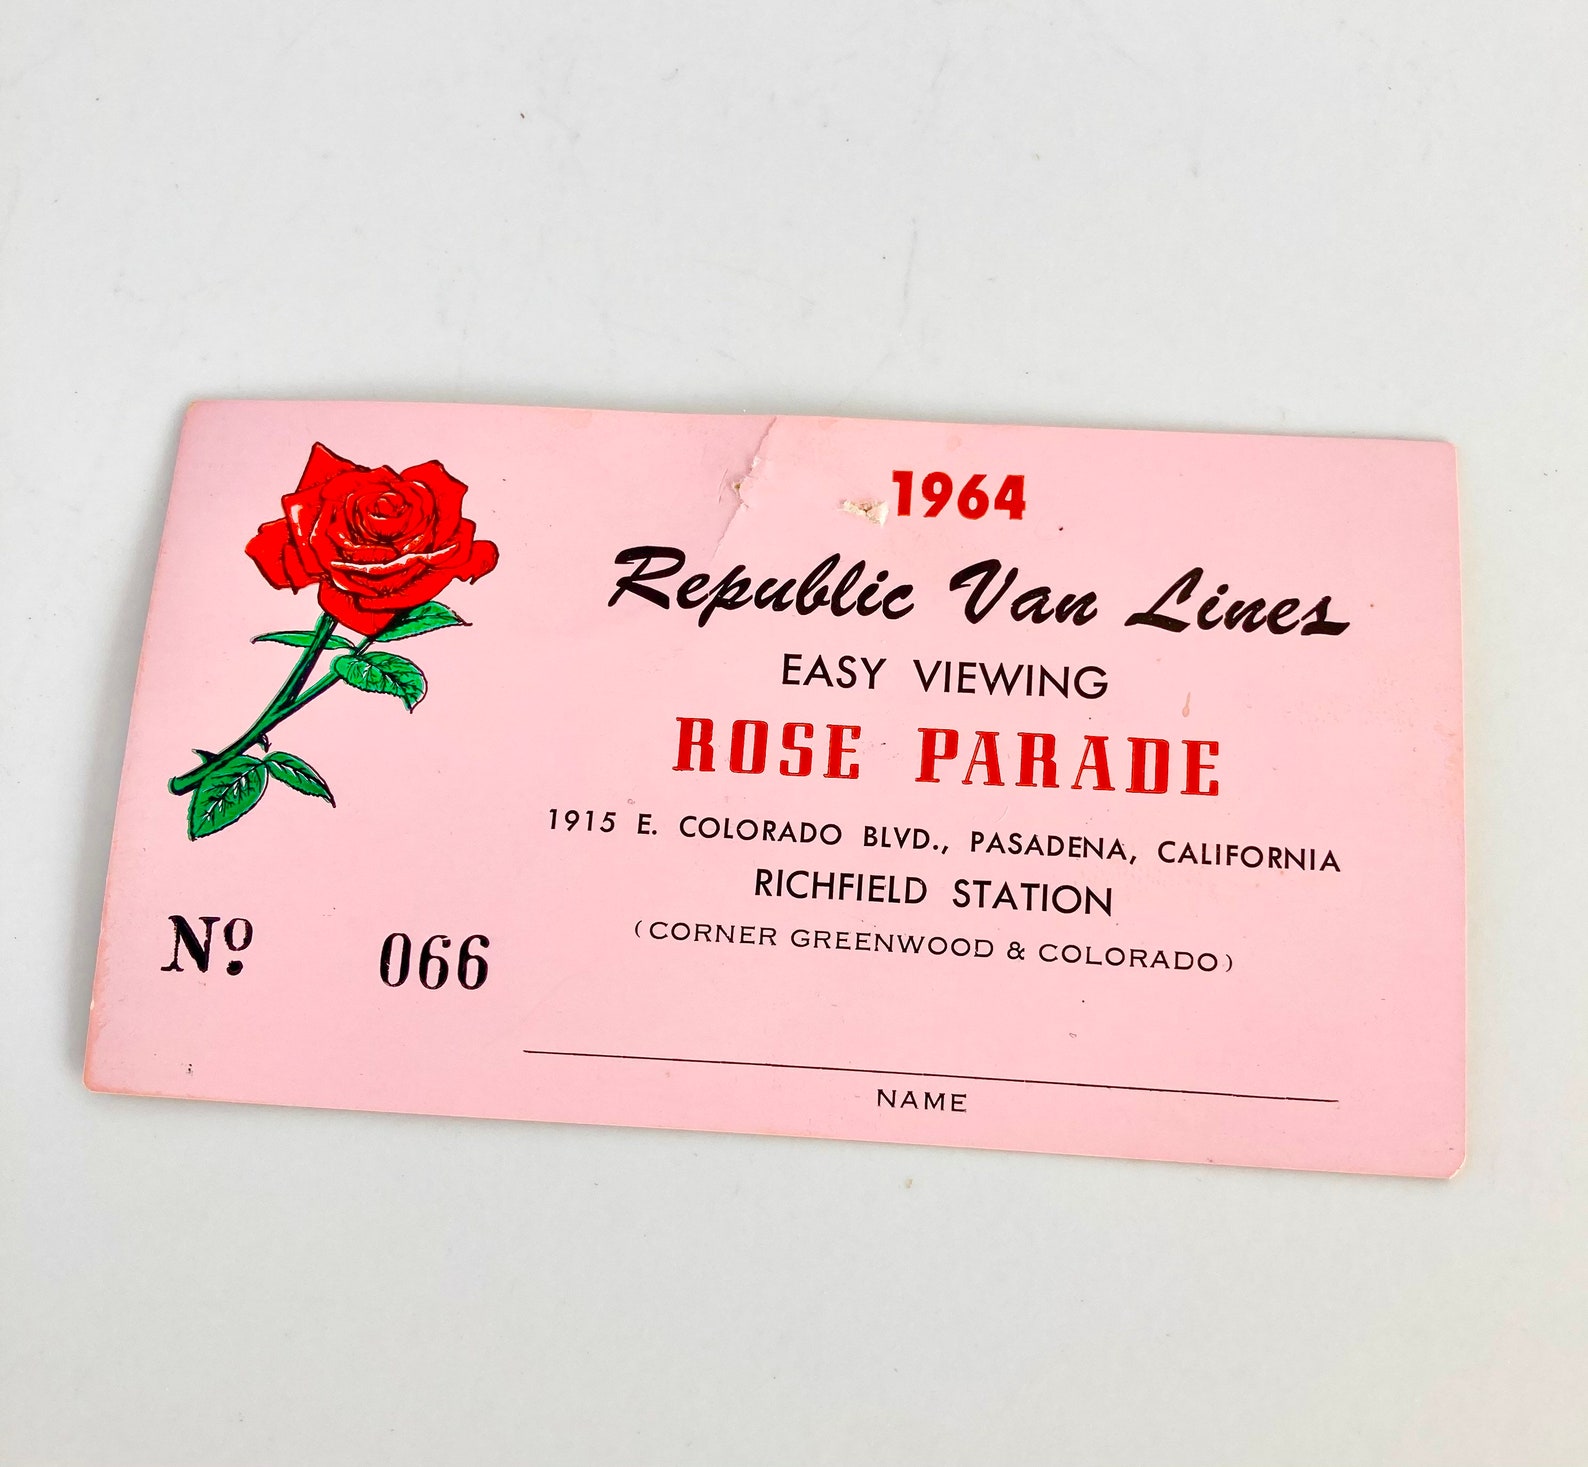 1964
Republic Van Lines
EASY VIEWING
ROSE PARADE
1915 E. COLORADO BLVD., PASADENA, CALIFORNIA
RICHFIELD STATION
(CORNER GREENWOOD & COLORADO)
Nº 066
NAME